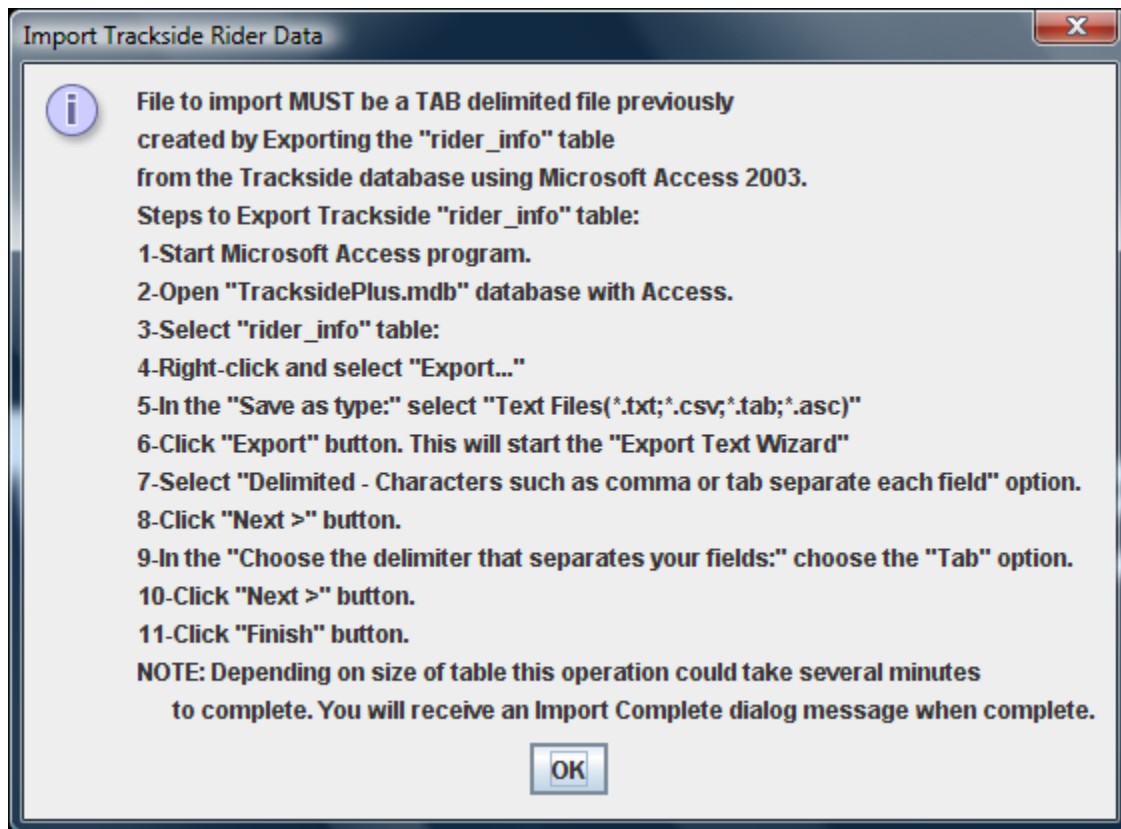 Import Trackside Rider Data
x
i
File to import MUST be a TAB delimited file previously
created by Exporting the "rider_info" table
from the Trackside database using Microsoft Access 2003.
Steps to Export Trackside "rider_info" table:
1-Start Microsoft Access program.
2-Open "TracksidePlus.mdb" database with Access.
3-Select "rider_info" table:
4-Right-click and select "Export..."
5-In the "Save as type:" select "Text Files(*.txt;*.csv;*.tab;*.asc)"
6-Click "Export" button. This will start the "Export Text Wizard"
7-Select "Delimited - Characters such as comma or tab separate each field" option.
8-Click "Next >" button.
9-In the "Choose the delimiter that separates your fields:" choose the "Tab" option.
10-Click "Next >" button.
11-Click "Finish" button.
NOTE: Depending on size of table this operation could take several minutes
to complete. You will receive an Import Complete dialog message when complete.
OK